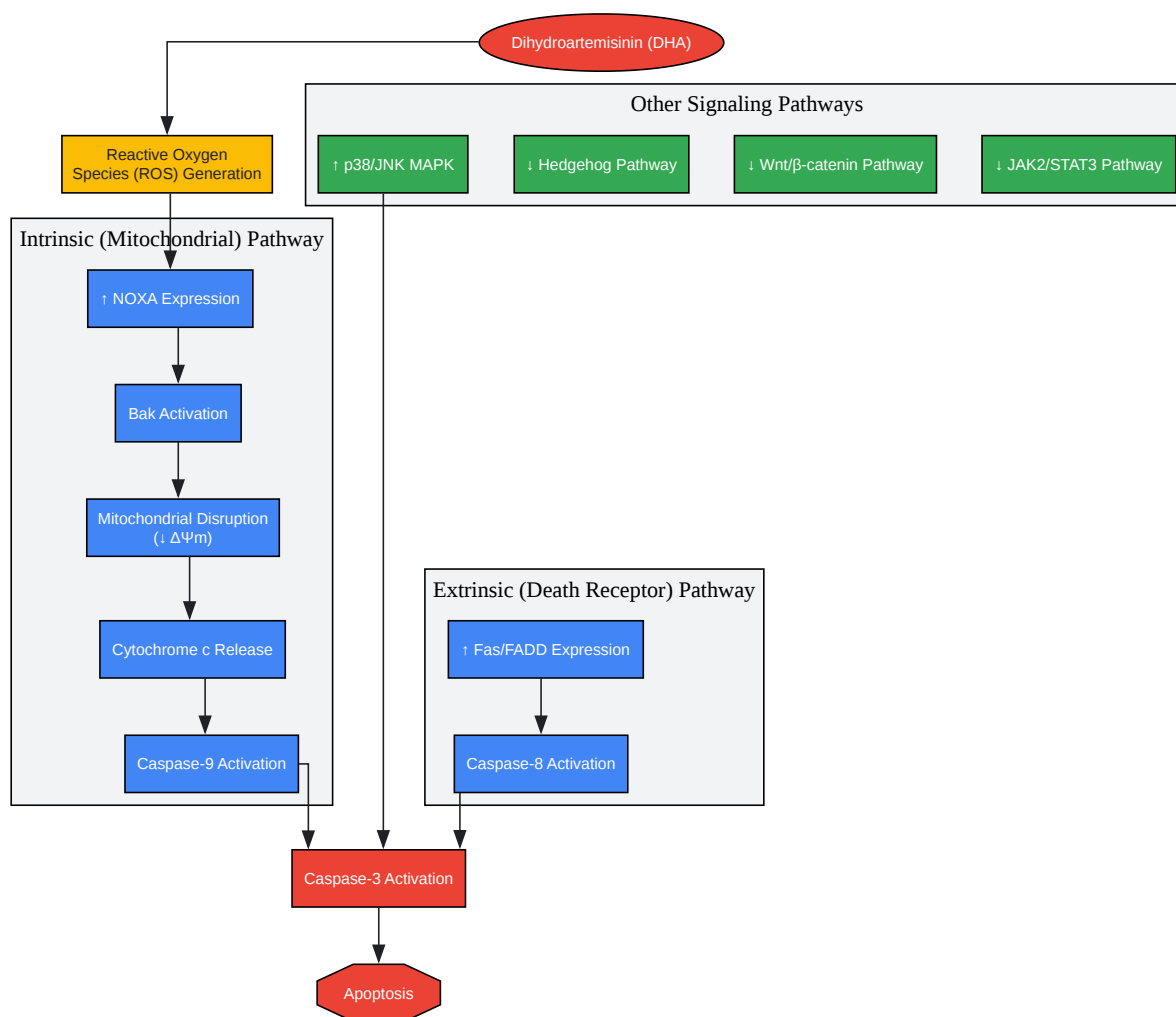 Dihydroartemisinin (DHA)
Other Signaling Pathways
Reactive Oxygen
Species (ROS) Generation
↑ p38/JNK MAPK
↓ Hedgehog Pathway
↓ Wnt/β-catenin Pathway
↓ JAK2/STAT3 Pathway
Intrinsic (Mitochondrial) Pathway
↑ NOXA Expression
Bak Activation
Mitochondrial Disruption
(↓ ΔΨm)
Cytochrome c Release
Caspase-9 Activation
Extrinsic (Death Receptor) Pathway
↑ Fas/FADD Expression
Caspase-8 Activation
Caspase-3 Activation
Apoptosis